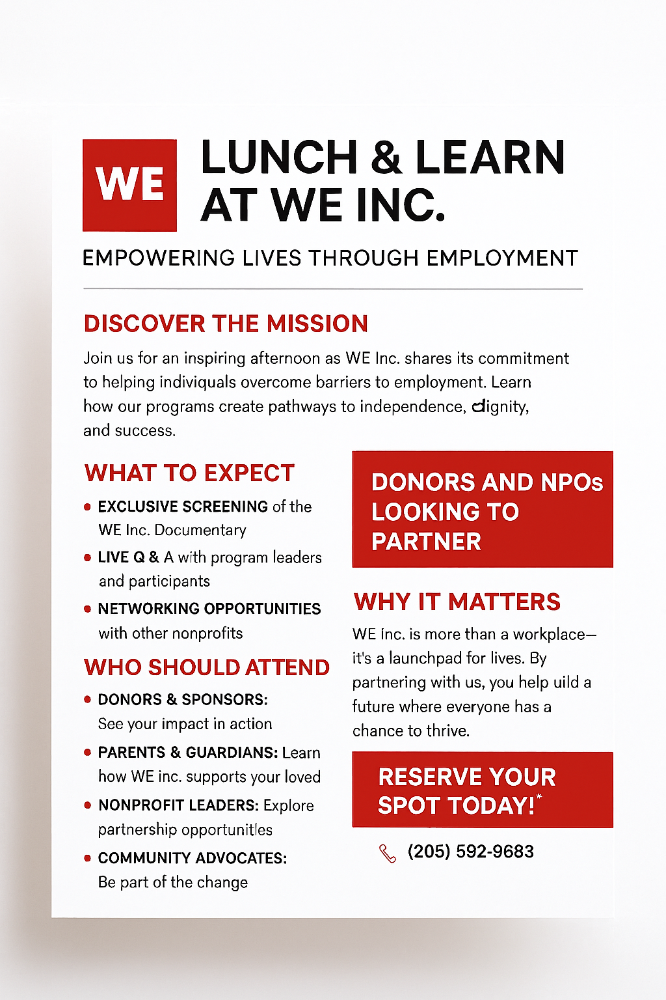 WE
LUNCH & LEARN
AT WE INC.
EMPOWERING LIVES THROUGH EMPLOYMENT
DISCOVER THE MISSION
Join us for an inspiring afternoon as WE Inc. shares its commitment
to helping indiviquals overcome barriers to employment. Learn
how our programs create pathways to independence, dignity,
and success.
WHAT TO EXPECT
• EXCLUSIVE SCREENING of the
WE Inc. Documentary
• LIVE Q & A with program leaders
and participants
• NETWORKING OPPORTUNITIES
with other nonprofits
WHO SHOULD ATTEND
• DONORS & SPONSORS:
See your impact in action
• PARENTS & GUARDIANS: Learn
how WE inc. supports your loved
• NONPROFIT LEADERS: Explore
partnership opportunitles
• COMMUNITY ADVOCATES:
Be part of the change
DONORS AND NPOs
LOOKING TO
PARTNER
WHY IT MATTERS
WE Inc. is more than a workplace—
it's a launchpad for lives. By
partnering with us, you help uild a
future where everyone has a
chance to thrive.
RESERVE YOUR
SPOT TODAY!*
(205) 592-9683